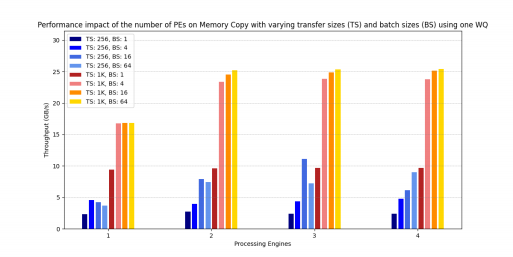 Performance impact of the number of PEs on Memory Copy with varying transfer sizes (TS) and batch sizes (BS) using one WQ
30
25
20
15
10
5
0
Throughput (GB/s)
TS: 256, BS: 1
TS: 256, BS: 4
TS: 256, BS: 16
TS: 256, BS: 64
TS: 1K, BS: 1
TS: 1K, BS: 4
TS: 1K, BS: 16
TS: 1K, BS: 64
1 2 3 4
Processing Engines